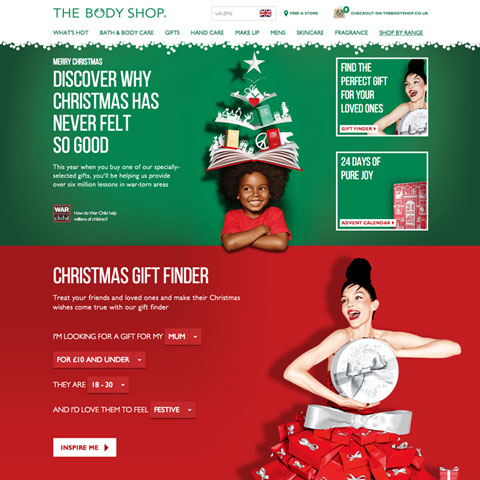 THE BODY SHOP®
UK (EN)
FIND A STORE
0
CHECKOUT ON THEBODYSHOP.CO.UK
WHAT'S HOT BATH & BODY CARE GIFTS HAND CARE MAKE UP MENS SKINCARE FRAGRANCE SHOP BY RANGE
MERRY CHRISTMAS
DISCOVER WHY
CHRISTMAS HAS
NEVER FELT
SO GOOD
This year when you buy one of our specially-
selected gifts, you'll be helping us provide
over six million lessons in war-torn areas
WAR
child
How do War Child help
millions of children?
FIND THE
PERFECT GIFT
FOR YOUR
LOVED ONES
GIFT FINDER
24 DAYS OF
PURE JOY
ADVENT CALENDAR
CHRISTMAS GIFT FINDER
Treat your friends and loved ones and make their Christmas
wishes come true with our gift finder
I'M LOOKING FOR A GIFT FOR MY MUM
FOR £10 AND UNDER
THEY ARE 18 - 30
AND I'D LOVE THEM TO FEEL FESTIVE
INSPIRE ME